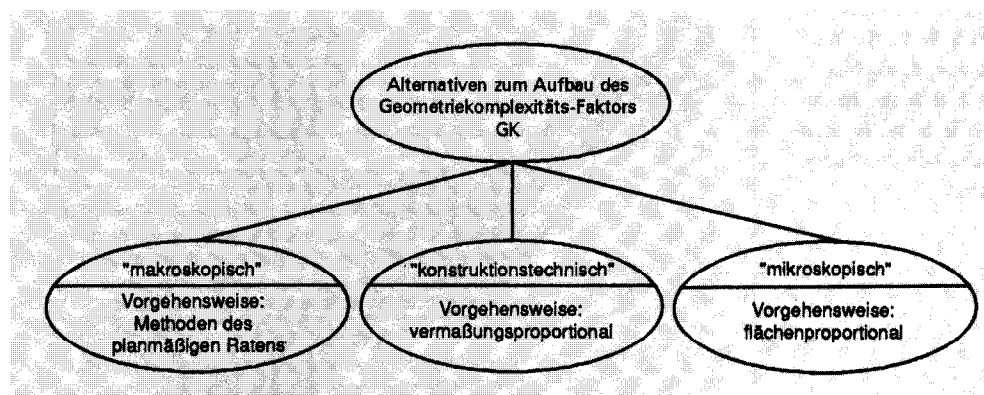 Alternativen zum Aufbau des
Geometriekomplexitäts-Faktors
GK
"makroskopisch"
Vorgehensweise:
Methoden des
planmäßigen Ratens
"konstruktionstechnisch"
Vorgehensweise:
vermaßungsproportional
"mikroskopisch"
Vorgehensweise:
flächenproportional